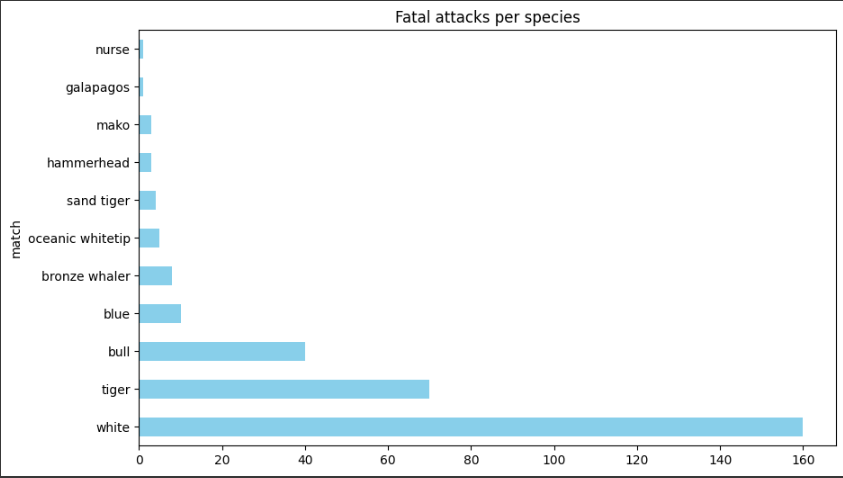 Fatal attacks per species
match
nurse
galapagos
mako
hammerhead
sand tiger
oceanic whitetip
bronze whaler
blue
bull
tiger
white
0 20 40 60 80 100 120 140 160